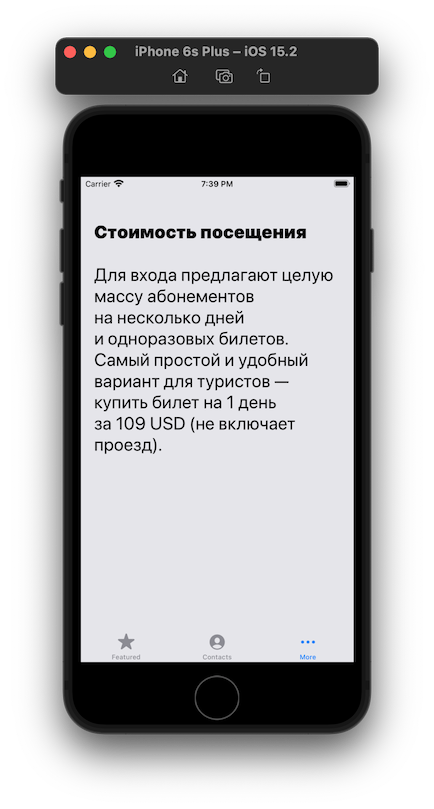 iPhone 6s Plus – iOS 15.2
Carrier 7:39 PM
Стоимость посещения
Для входа предлагают целую
массу абонементов
на несколько дней
и одноразовых билетов.
Самый простой и удобный
вариант для туристов —
купить билет на 1 день
за 109 USD (не включает
проезд).
Featured Contacts More